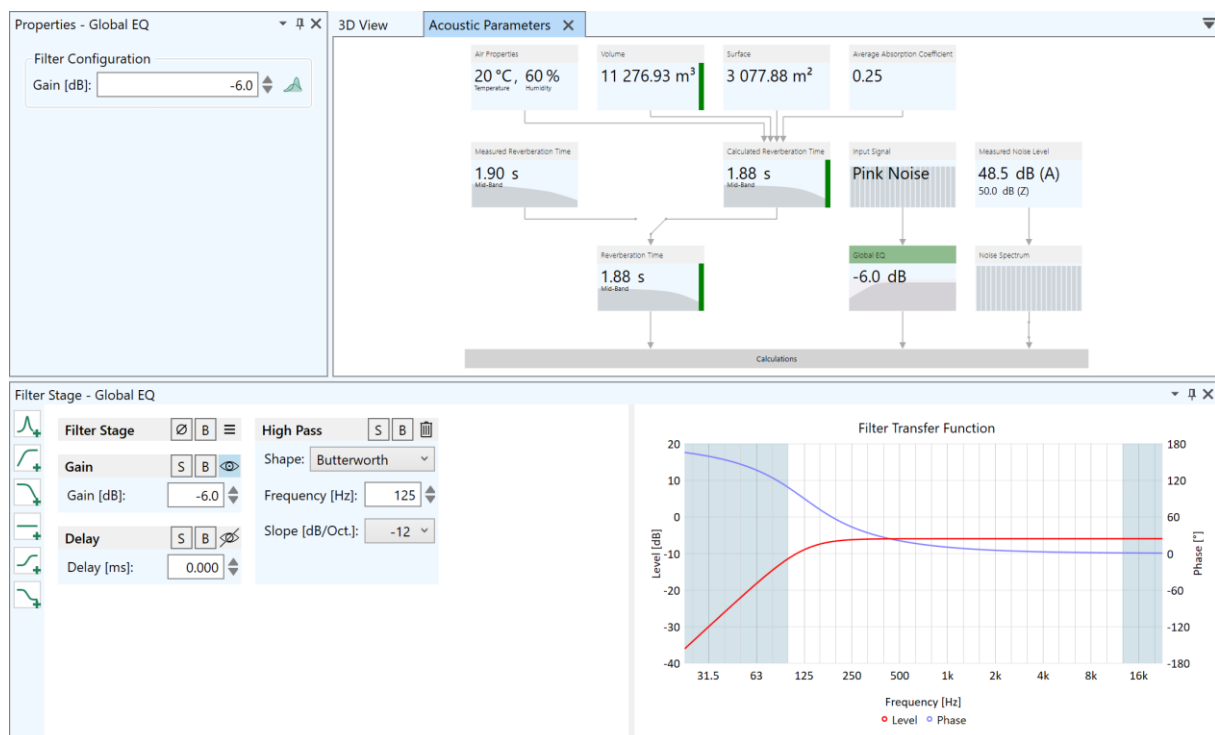 Properties - Global EQ
Filter Configuration
Gain [dB]: -6.0
3D View Acoustic Parameters
Air Properties Volume Surface Average Absorption Coefficient
20 °C, 60 % 11 276.93 m³ 3 077.88 m² 0.25
Temperature Humidity
Measured Reverberation Time Calculated Reverberation Time Input Signal Measured Noise Level
1.90 s 1.88 s Pink Noise 48.5 dB (A)
Mid-Band Mid-Band 50.0 dB (Z)
Reverberation Time Global EQ Noise Spectrum
1.88 s -6.0 dB
Mid-Band
Calculations
Filter Stage - Global EQ
Filter Stage Ø B
Gain S B
Gain [dB]: -6.0
Delay S B
Delay [ms]: 0.000
High Pass S B
Shape: Butterworth
Frequency [Hz]: 125
Slope [dB/Oct.]: -12
Filter Transfer Function
20 180
10 120
0 60
-10 0
-20 -60
-30 -120
-40 -180
Level [dB]
Phase [°]
31.5 63 125 250 500 1k 2k 4k 8k 16k
Frequency [Hz]
Level Phase